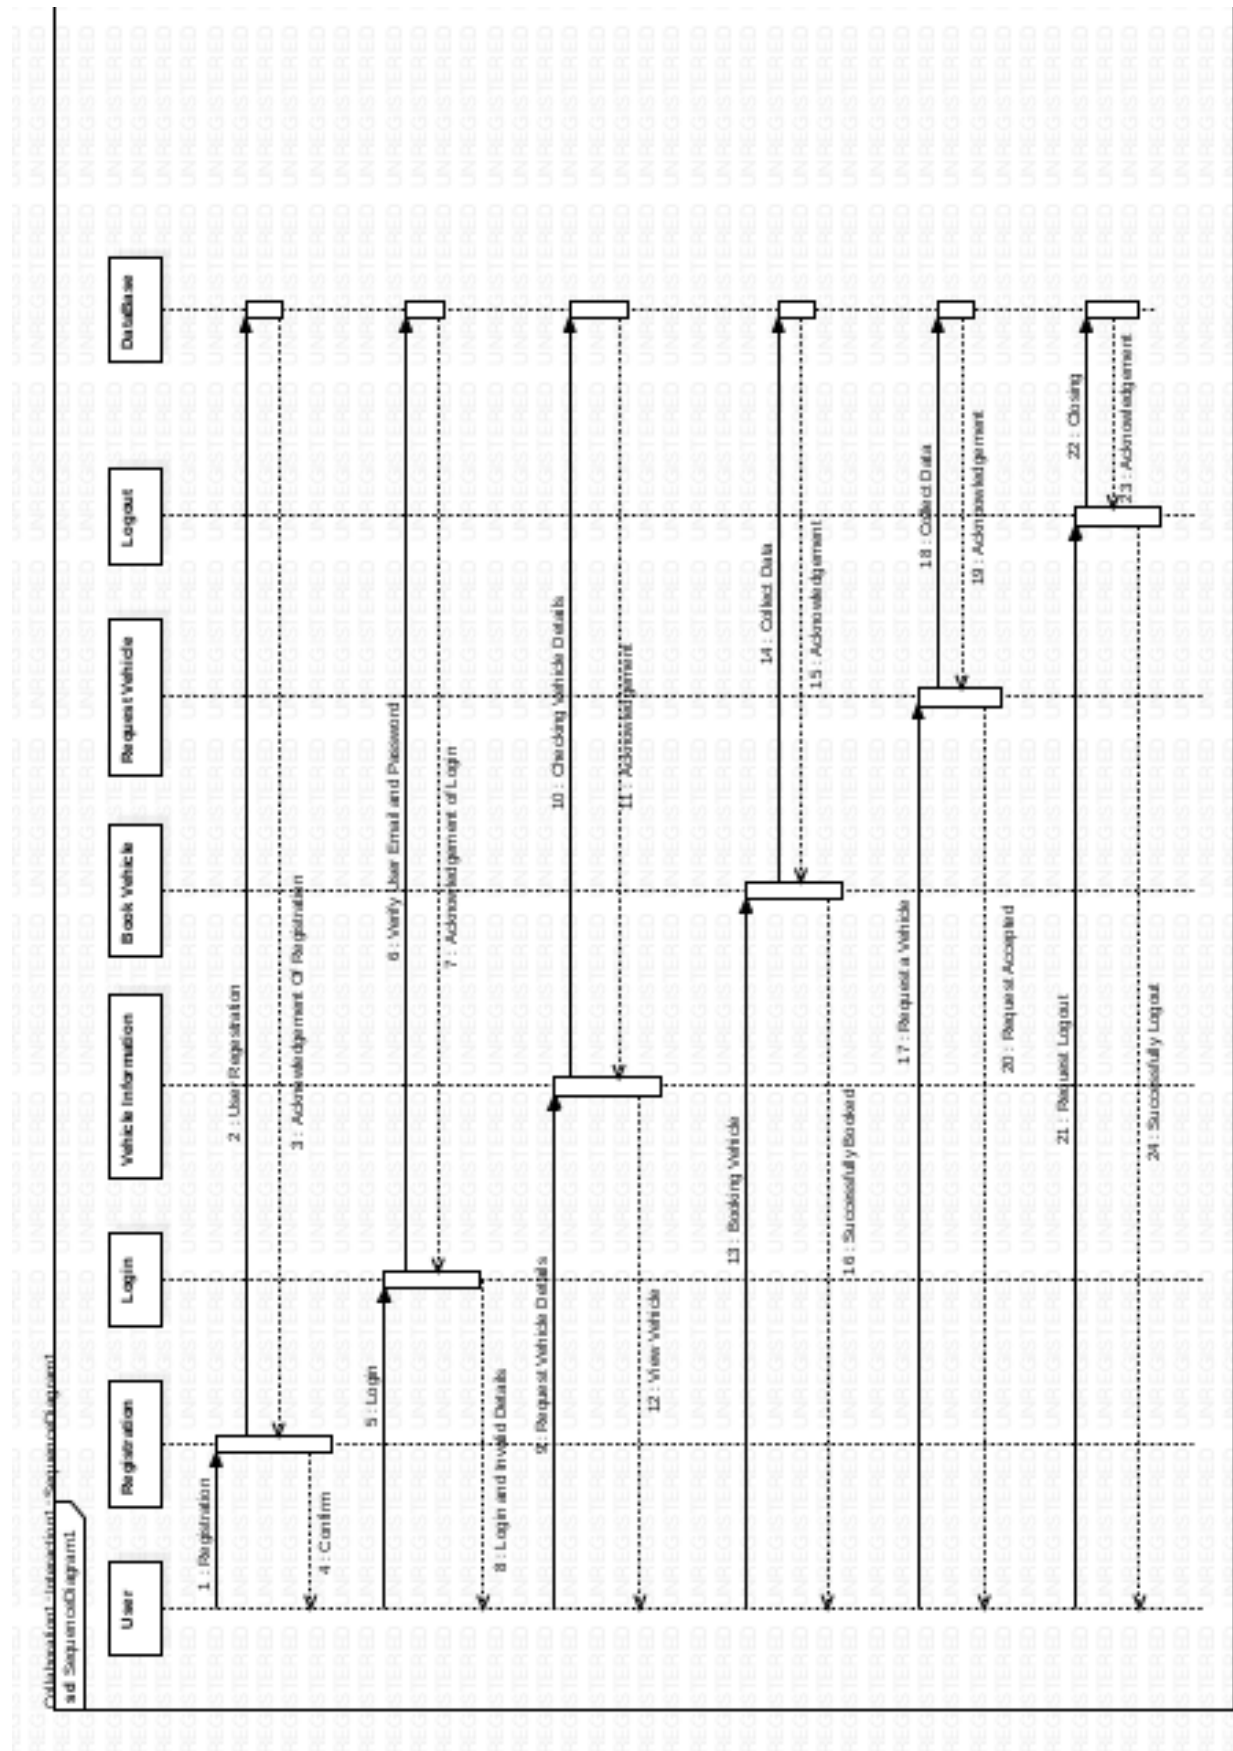 Collaboration1::Interaction1::SequenceDiagram1
sd SequenceDiagram1
User
Registration
Login
Vehicle Information
Book Vehicle
Request Vehicle
Logout
DataBase
1 : Registration
2 : User Regestration
3 : Acknowledgement Of Registration
4 : Confirm
5 : Login
6 : Verify User Email and Password
7 : Acknowledgement of Login
8 : Login and Invalid Details
9 : Request Vehicle Details
10 : Checking Vehicle Details
11 : Acknowledgement
12 : View Vehicle
13 : Booking Vehicle
14 : Collect Data
15 : Acknowledgement
16 : Successfully Booked
17 : Request a Vehicle
18 : Collect Data
19 : Acknowledgement
20 : Request Accepted
21 : Request Logout
22 : Closing
23 : Acknowledgement
24 : Successfully Logout
UNREGISTERED